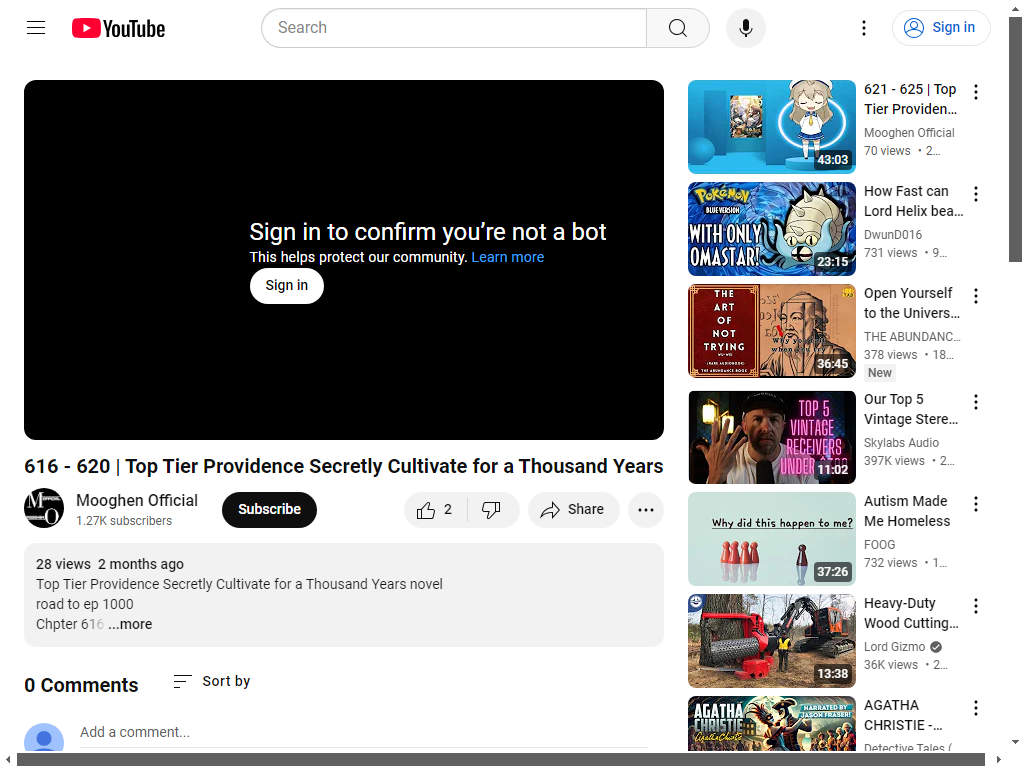 YouTube
Search
Sign in
Sign in to confirm you're not a bot
This helps protect our community. Learn more
Sign in
616 - 620 | Top Tier Providence Secretly Cultivate for a Thousand Years
Mooghen Official
1.27K subscribers
Subscribe
2
Share
28 views 2 months ago
Top Tier Providence Secretly Cultivate for a Thousand Years novel
road to ep 1000
Chpter 616 ...more
0 Comments
Sort by
Add a comment...
43:03
621 - 625 | Top
Tier Providen...
Mooghen Official
70 views • 2...
POKéMON
BLUE VERSION
WITH ONLY
OMASTAR!
23:15
How Fast can
Lord Helix bea...
DwunD016
731 views • 9...
THE
ART
OF
NOT
TRYING
WU-WEI
(RARE AUDIOBOOK)
THE ABUNDANCE BOOK
36:45
Open Yourself
to the Univers...
THE ABUNDANC...
378 views • 18...
New
TOP 5
VINTAGE
RECEIVERS
11:02
Our Top 5
Vintage Stere...
Skylabs Audio
397K views • 2...
Why did this happen to me?
37:26
Autism Made
Me Homeless
FOOG
732 views • 1...
13:38
Heavy-Duty
Wood Cutting...
Lord Gizmo
36K views • 2...
AGATHA
CHRISTIE
Agatha Christie
NARRATED BY
JASON FRASER!
AGATHA
CHRISTIE -...
Detective Tales (